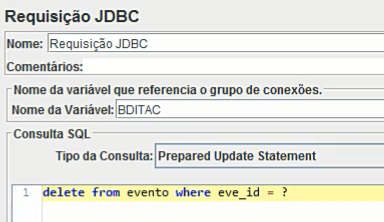 Requisição JDBC
Nome: Requisição JDBC
Comentários:
Nome da variável que referencia o grupo de conexões.
Nome da Variável: BDITAC
Consulta SQL
Tipo da Consulta: Prepared Update Statement
1 delete from evento where eve_id = ?